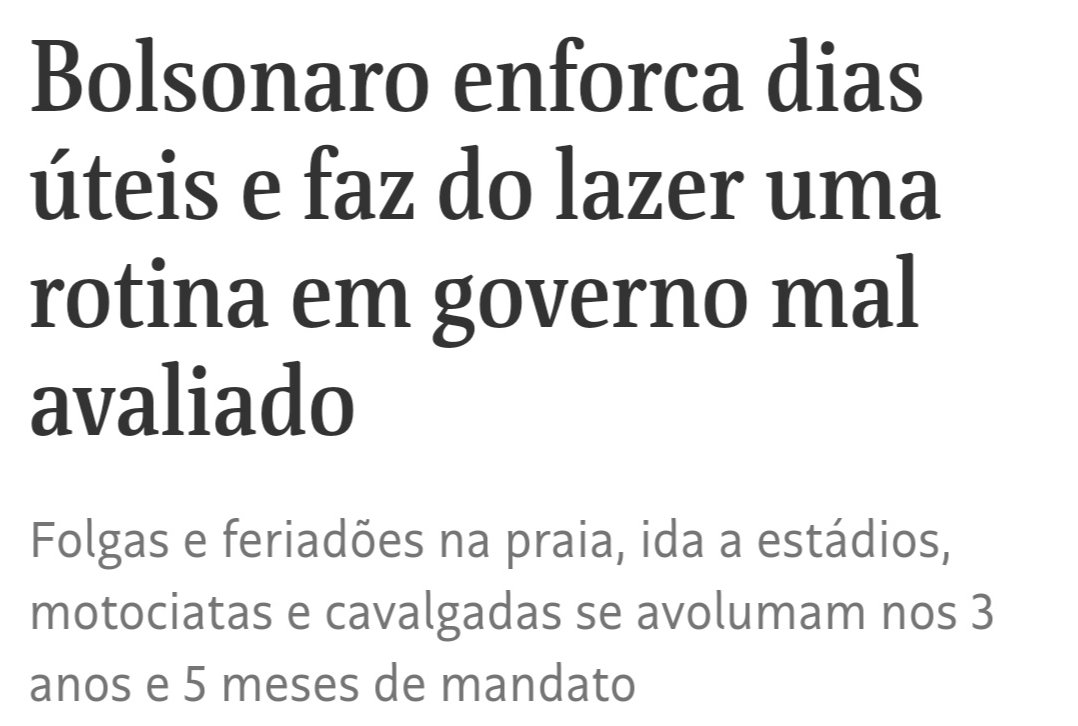 Bolsonaro enforca dias
úteis e faz do lazer uma
rotina em governo mal
avaliado
Folgas e feriadões na praia, ida a estádios,
motociatas e cavalgadas se avolumam nos 3
anos e 5 meses de mandato